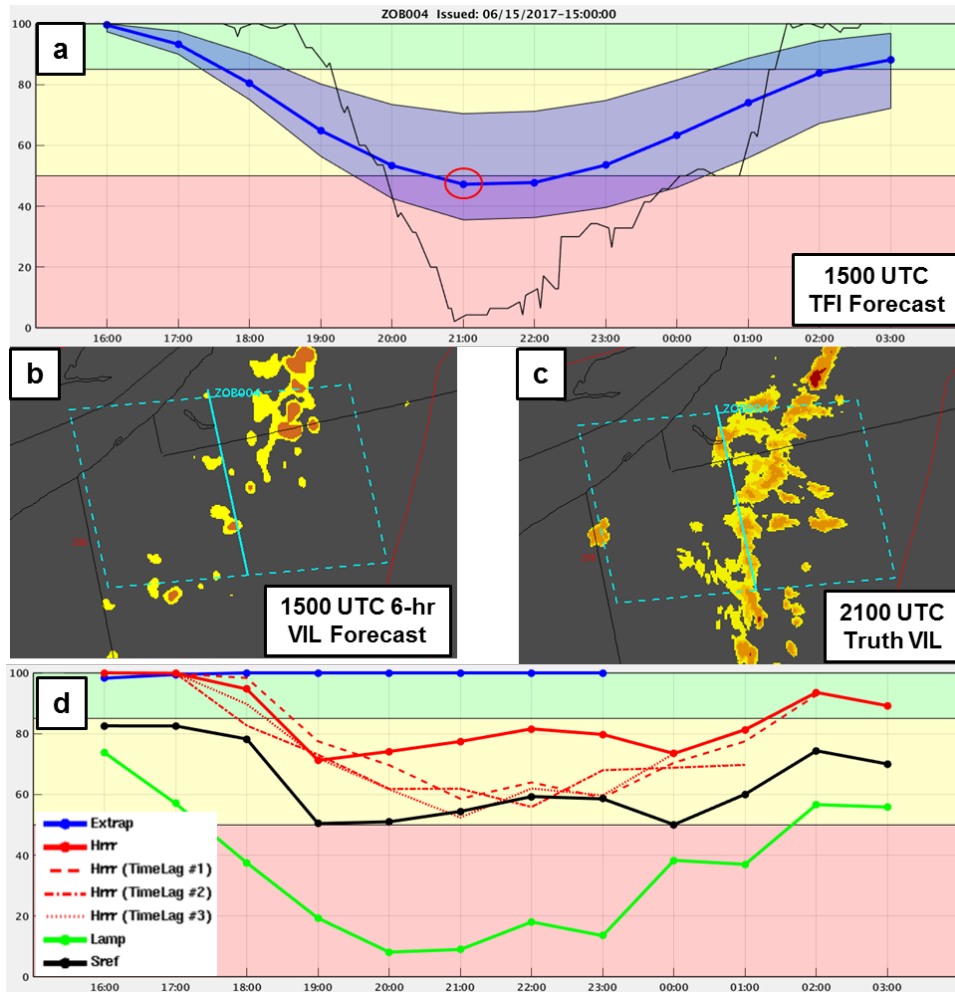 ZOB004 Issued: 06/15/2017-15:00:00
a
100
80
60
40
20
0
1500 UTC
TFI Forecast
16:00 17:00 18:00 19:00 20:00 21:00 22:00 23:00 00:00 01:00 02:00 03:00
b
ZOB004
1500 UTC 6-hr
VIL Forecast
c
2100 UTC
Truth VIL
d
100
80
60
40
20
0
Extrap
Hrrr
Hrrr (TimeLag #1)
Hrrr (TimeLag #2)
Hrrr (TimeLag #3)
Lamp
Sref
16:00 17:00 18:00 19:00 20:00 21:00 22:00 23:00 00:00 01:00 02:00 03:00